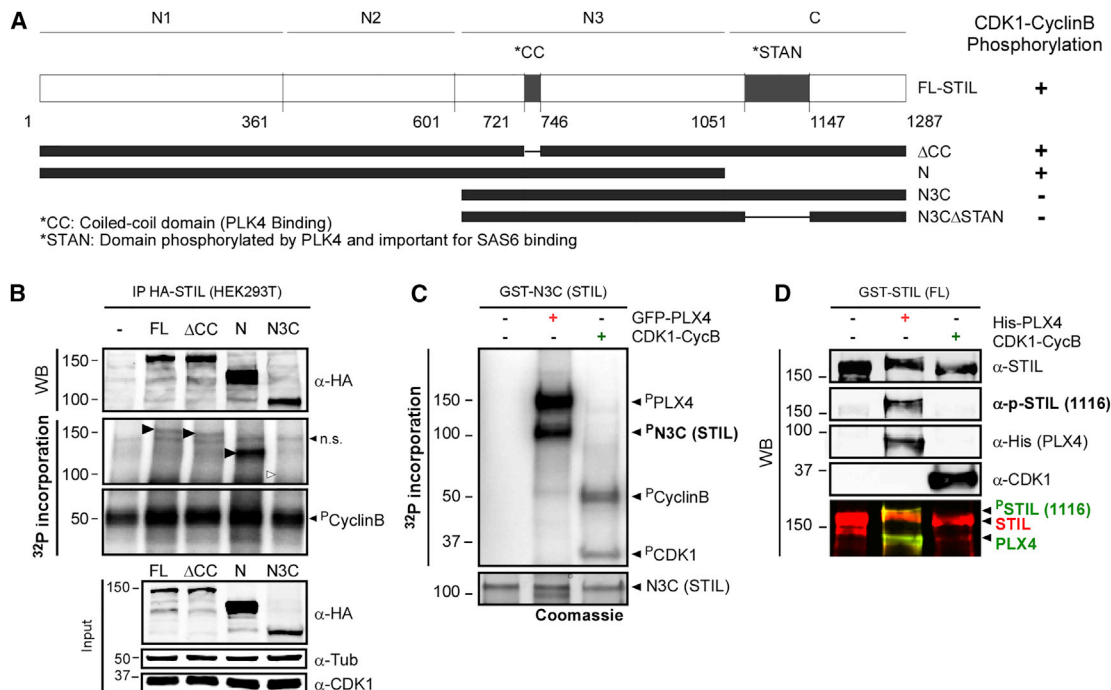 A
N1 N2 N3 C
CDK1-CyclinB
Phosphorylation
*CC *STAN
FL-STIL +
1 361 601 721 746 1051 1147 1287
ΔCC +
N +
N3C -
N3CΔSTAN -
*CC: Coiled-coil domain (PLK4 Binding)
*STAN: Domain phosphorylated by PLK4 and important for SAS6 binding
B
IP HA-STIL (HEK293T)
- FL ΔCC N N3C
WB
150
100
α-HA
32P incorporation
150
100
n.s.
50
PCyclinB
FL ΔCC N N3C
Input
150
α-HA
50
α-Tub
37
α-CDK1
C
GST-N3C (STIL)
- + - GFP-PLX4
- - + CDK1-CycB
32P incorporation
150
PPLX4
100
PN3C (STIL)
50
PCyclinB
37
PCDK1
100
N3C (STIL)
Coomassie
D
GST-STIL (FL)
- + - His-PLX4
- - + CDK1-CycB
WB
150
α-STIL
150
α-p-STIL (1116)
100
α-His (PLX4)
37
α-CDK1
150
PSTIL (1116)
STIL
PLX4